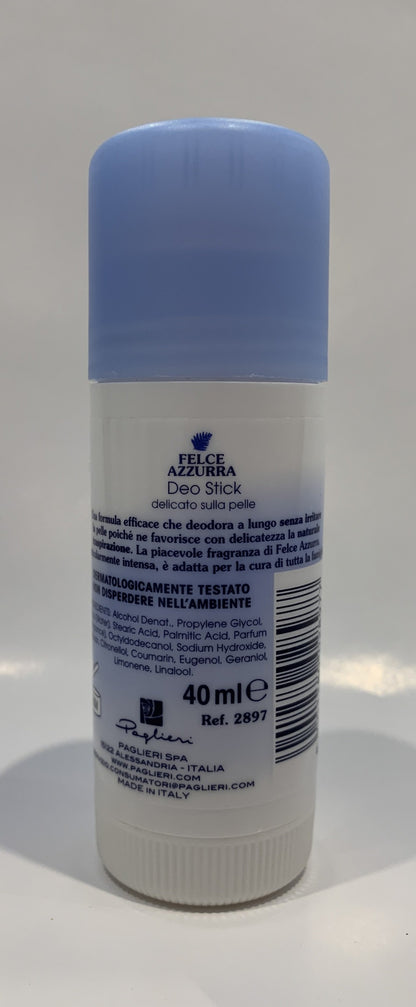 FELCE
AZZURRA
Deo Stick
delicato sulla pelle
formula efficace che deodora a lungo senza irritare
pelle poiché ne favorisce con delicatezza la naturale
La piacevole fragranza di Felce Azzurra,
intensa, è adatta per la cura di tutta la
DERMATOLOGICAMENTE TESTATO
NON DISPERDERE NELL'AMBIENTE
Alcohol Denat., Propylene Glycol,
Stearic Acid, Palmitic Acid, Parfum
Octyldodecanol, Sodium Hydroxide,
Citronellol, Coumarin, Eugenol, Geraniol,
Limonene, Linalool.
40 ml e
Ref. 2897
Paglieri
PAGLIERI SPA
15122 ALESSANDRIA - ITALIA
WWW.PAGLIERI.COM
CONSUMATORI@PAGLIERI.COM
MADE IN ITALY